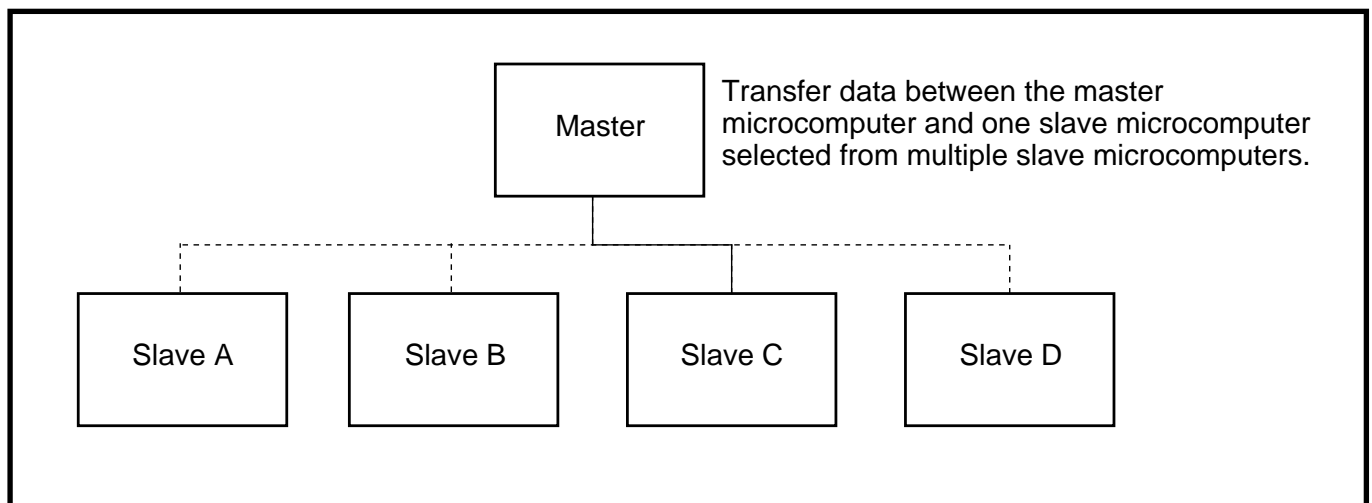 Master
Transfer data between the master
microcomputer and one slave microcomputer
selected from multiple slave microcomputers.
Slave A
Slave B
Slave C
Slave D